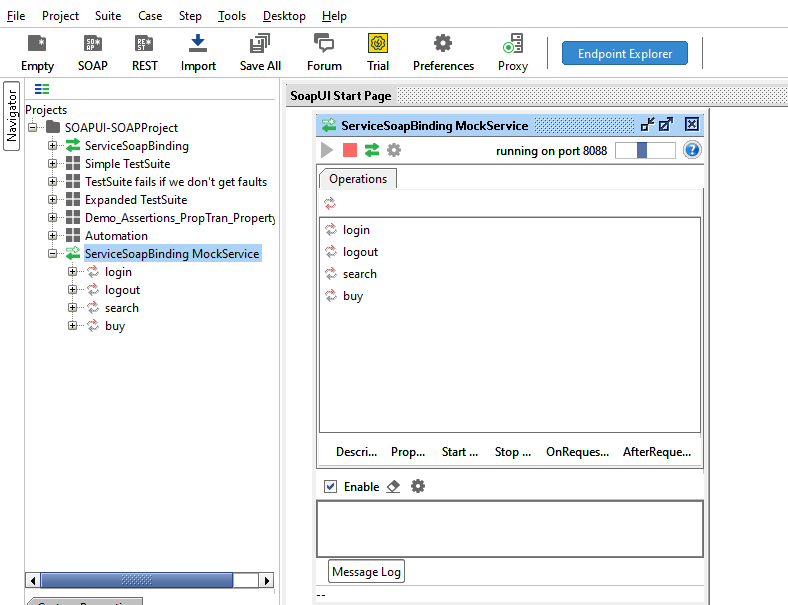 File Project Suite Case Step Tools Desktop Help
Empty SOAP REST Import Save All Forum Trial Preferences Proxy Endpoint Explorer
Navigator
Projects
SOAPUI-SOAPProject
ServiceSoapBinding
Simple TestSuite
TestSuite fails if we don't get faults
Expanded TestSuite
Demo_Assertions_PropTran_Property
Automation
ServiceSoapBinding MockService
login
logout
search
buy
SoapUI Start Page
ServiceSoapBinding MockService
running on port 8088
Operations
login
logout
search
buy
Descri... Prop... Start ... Stop ... OnReques... AfterReque...
Enable
Message Log
--